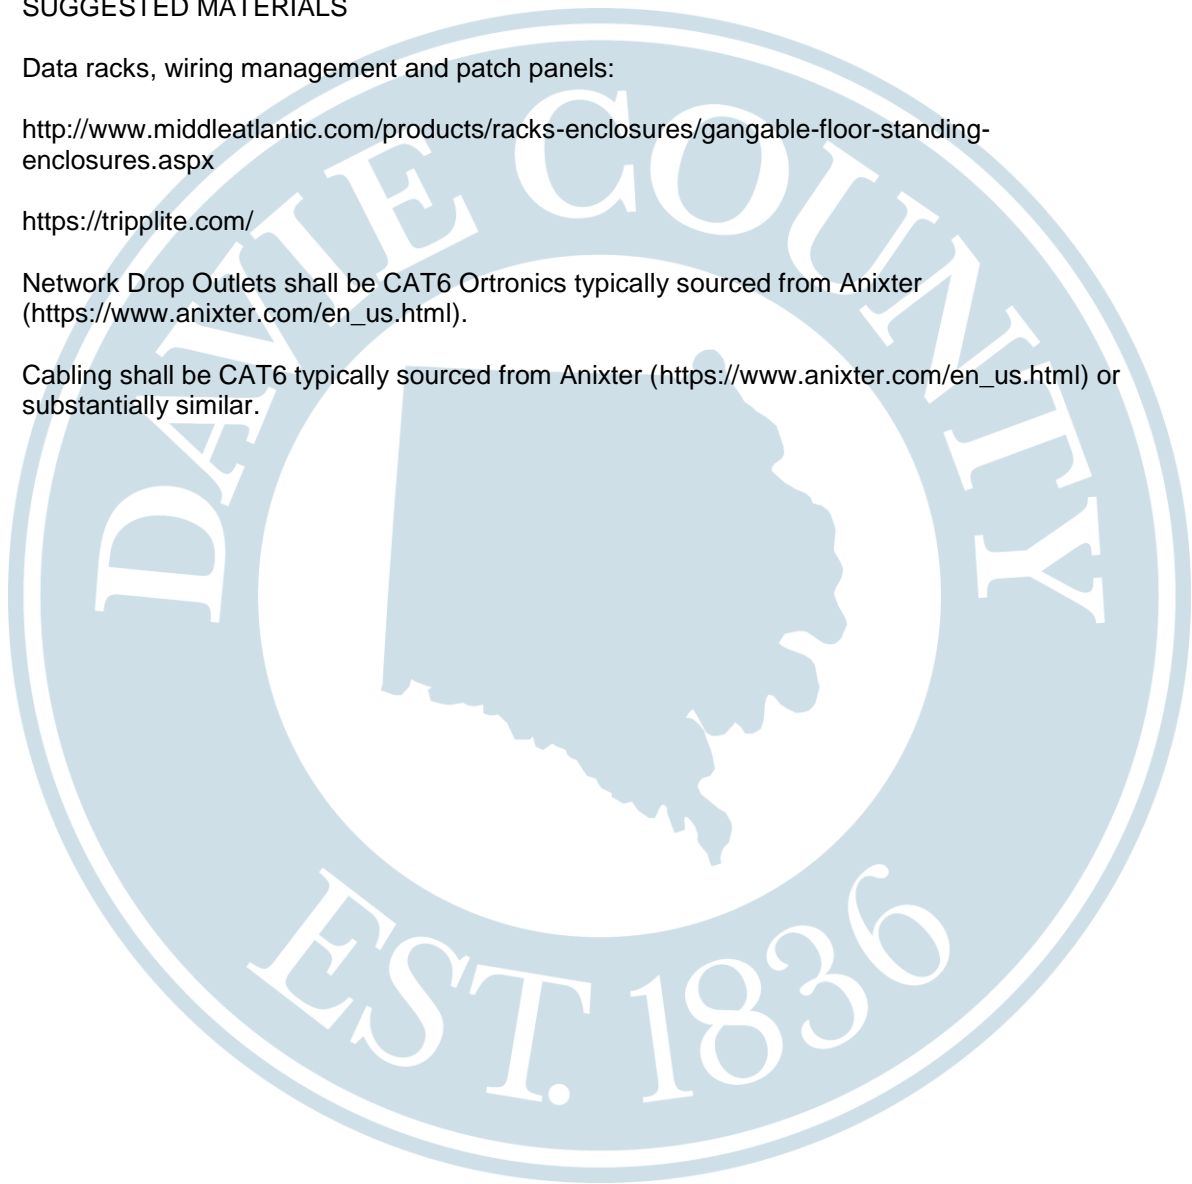 SUGGESTED MATERIALS
Data racks, wiring management and patch panels:
http://www.middleatlantic.com/products/racks-enclosures/gangable-floor-standing-
enclosures.aspx
https://tripplite.com/
Network Drop Outlets shall be CAT6 Ortronics typically sourced from Anixter
(https://www.anixter.com/en_us.html).
Cabling shall be CAT6 typically sourced from Anixter (https://www.anixter.com/en_us.html) or
substantially similar.
DAVIE COUNTY
EST. 1836